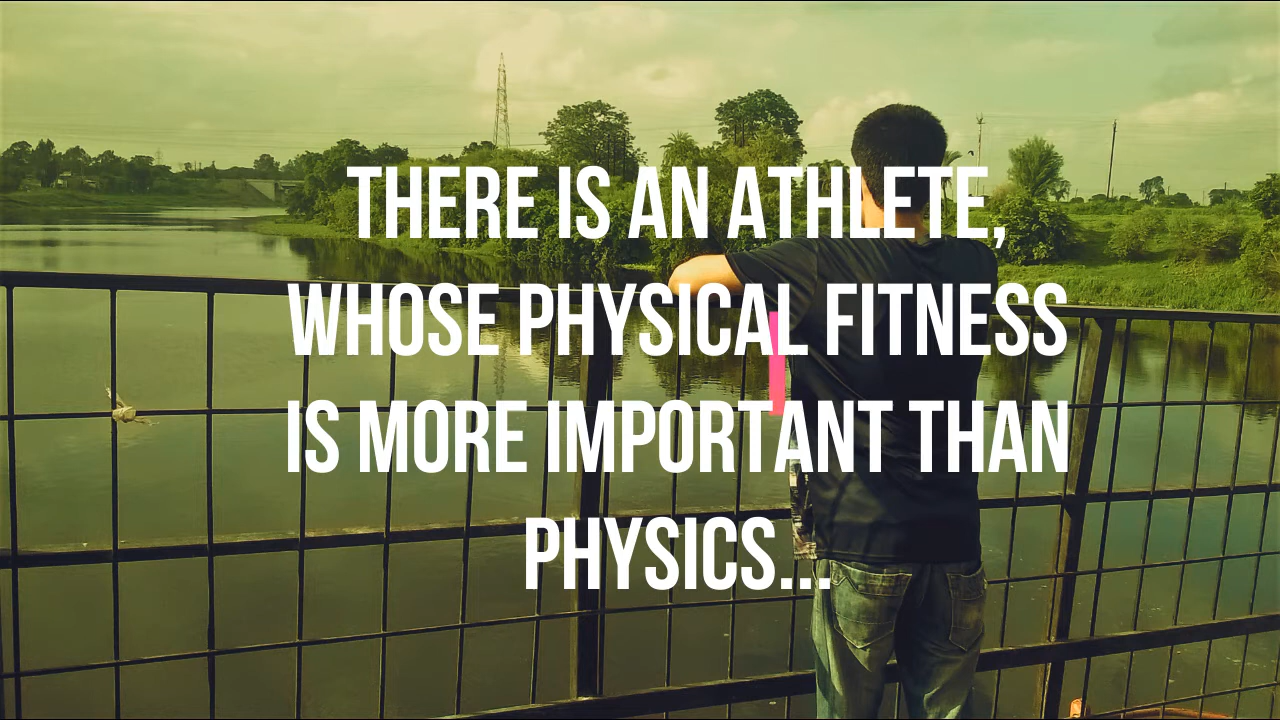 THERE IS AN ATHLETE,
WHOSE PHYSICAL FITNESS
IS MORE IMPORTANT THAN
PHYSICS...